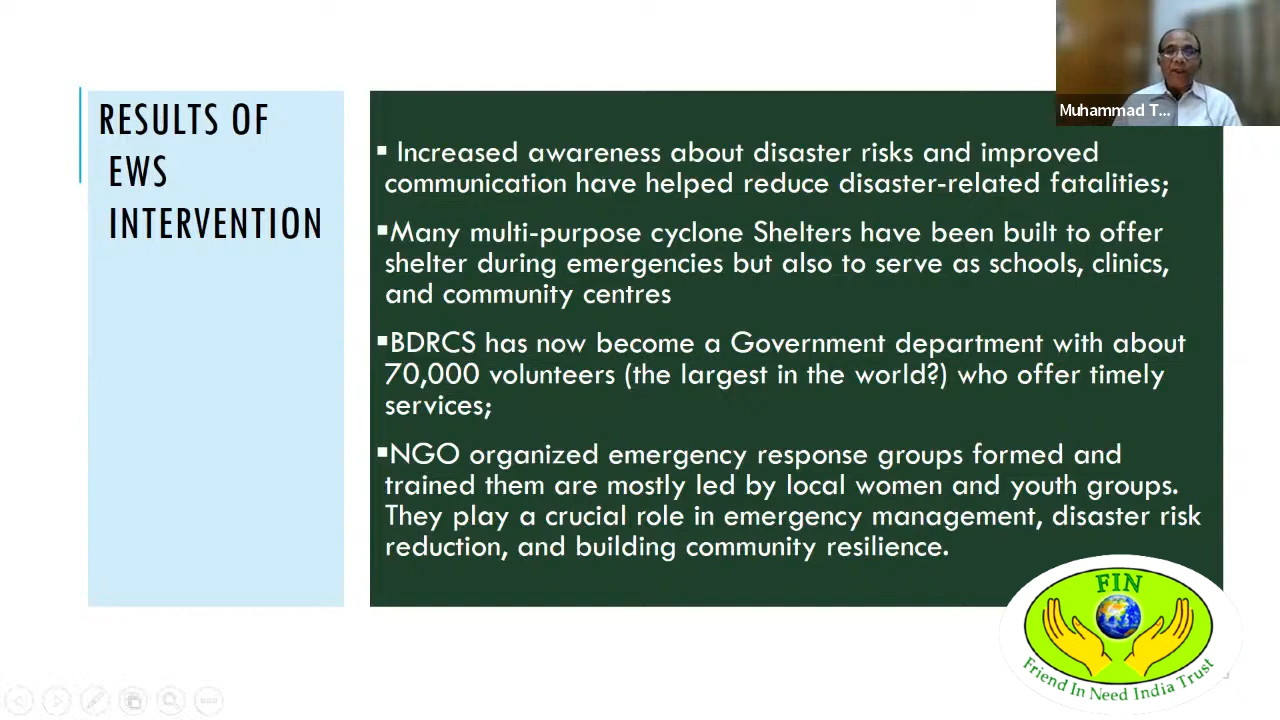 RESULTS OF
EWS
INTERVENTION
Muhammad T...
▪ Increased awareness about disaster risks and improved
communication have helped reduce disaster-related fatalities;
▪Many multi-purpose cyclone Shelters have been built to offer
shelter during emergencies but also to serve as schools, clinics,
and community centres
▪BDRCS has now become a Government department with about
70,000 volunteers (the largest in the world?) who offer timely
services;
▪NGO organized emergency response groups formed and
trained them are mostly led by local women and youth groups.
They play a crucial role in emergency management, disaster risk
reduction, and building community resilience.
FIN
Friend In Need India Trust